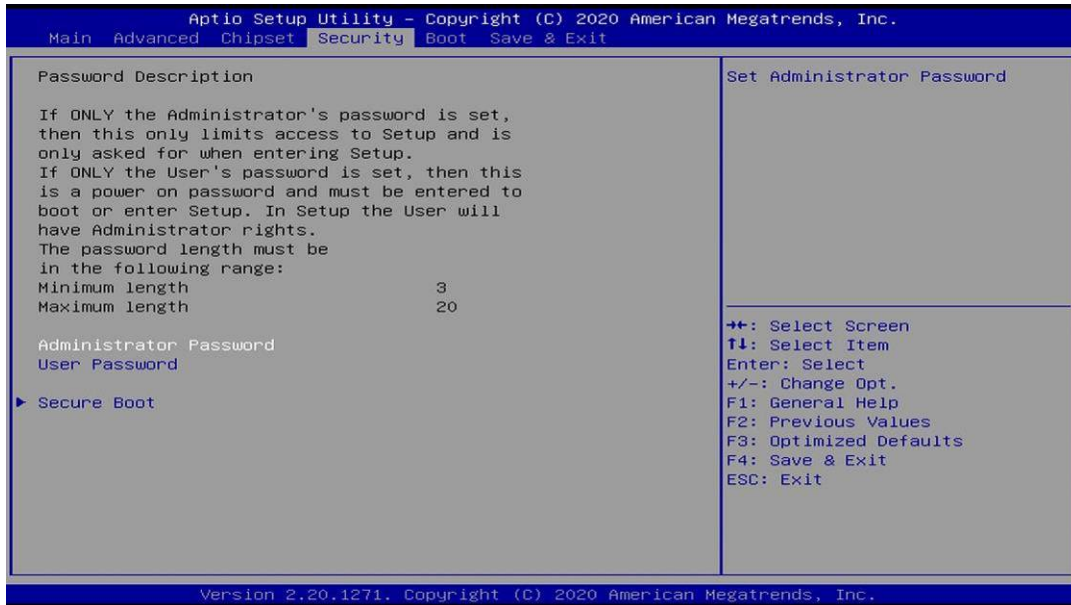 Aptio Setup Utility – Copyright (C) 2020 American Megatrends, Inc.
Main Advanced Chipset Security Boot Save & Exit
Password Description
If ONLY the Administrator's password is set,
then this only limits access to Setup and is
only asked for when entering Setup.
If ONLY the User's password is set, then this
is a power on password and must be entered to
boot or enter Setup. In Setup the User will
have Administrator rights.
The password length must be
in the following range:
Minimum length 3
Maximum length 20
Administrator Password
User Password
► Secure Boot
Set Administrator Password
→←: Select Screen
↑↓: Select Item
Enter: Select
+/-: Change Opt.
F1: General Help
F2: Previous Values
F3: Optimized Defaults
F4: Save & Exit
ESC: Exit
Version 2.20.1271. Copyright (C) 2020 American Megatrends, Inc.